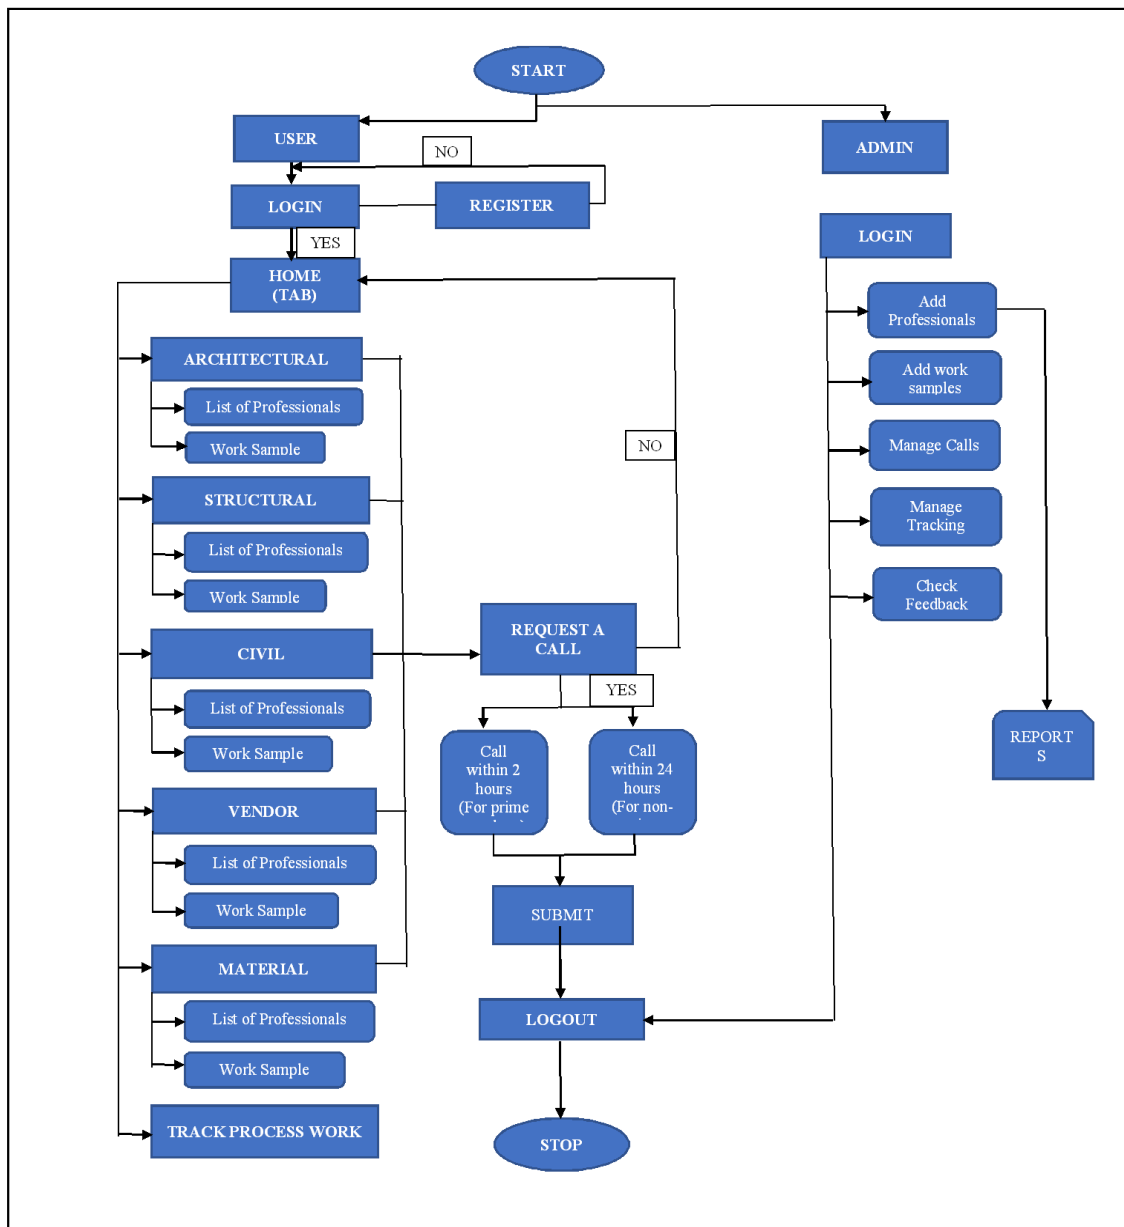 START
USER
ADMIN
NO
LOGIN
REGISTER
LOGIN
YES
HOME
(TAB)
Add
Professionals
ARCHITECTURAL
List of Professionals
Work Sample
Add work
samples
NO
Manage Calls
STRUCTURAL
List of Professionals
Work Sample
Manage
Tracking
Check
Feedback
CIVIL
List of Professionals
Work Sample
REQUEST A
CALL
YES
Call
within 2
hours
(For prime
Call
within 24
hours
(For non-
REPORT
S
VENDOR
List of Professionals
Work Sample
SUBMIT
MATERIAL
List of Professionals
Work Sample
LOGOUT
TRACK PROCESS WORK
STOP